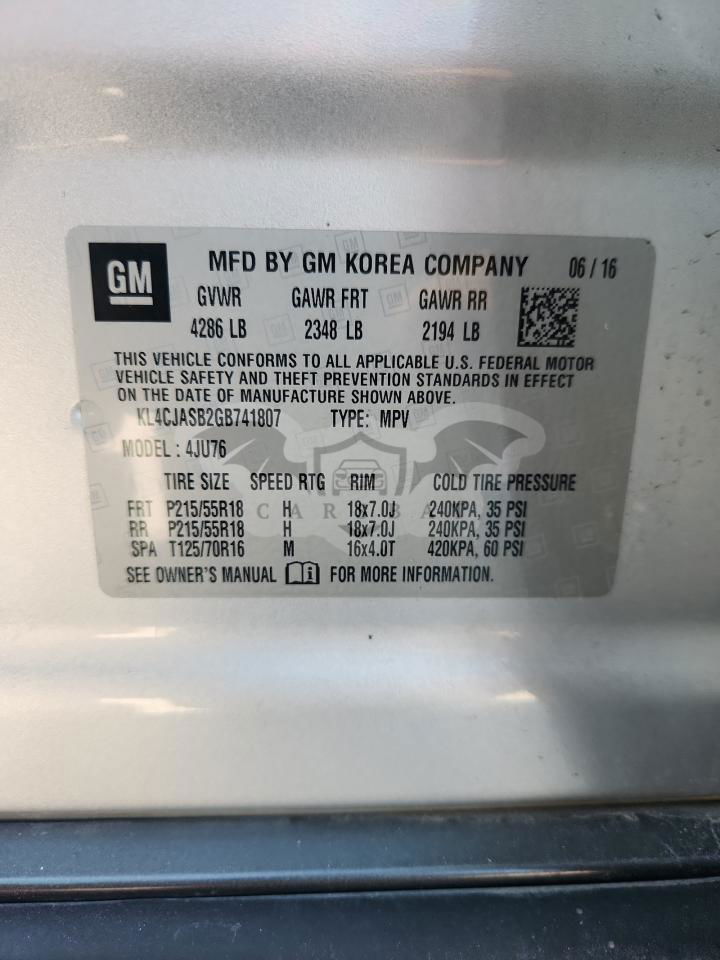 GM
MFD BY GM KOREA COMPANY 06 / 16
GVWR GAWR FRT GAWR RR
4286 LB 2348 LB 2194 LB
THIS VEHICLE CONFORMS TO ALL APPLICABLE U.S. FEDERAL MOTOR
VEHICLE SAFETY AND THEFT PREVENTION STANDARDS IN EFFECT
ON THE DATE OF MANUFACTURE SHOWN ABOVE.
KL4CJASB2GB741807 TYPE: MPV
MODEL : 4JU76
TIRE SIZE SPEED RTG RIM COLD TIRE PRESSURE
FRT P215/55R18 H 18x7.0J 240KPA, 35 PSI
RR P215/55R18 H 18x7.0J 240KPA, 35 PSI
SPA T125/70R16 M 16x4.0T 420KPA, 60 PSI
SEE OWNER'S MANUAL FOR MORE INFORMATION.